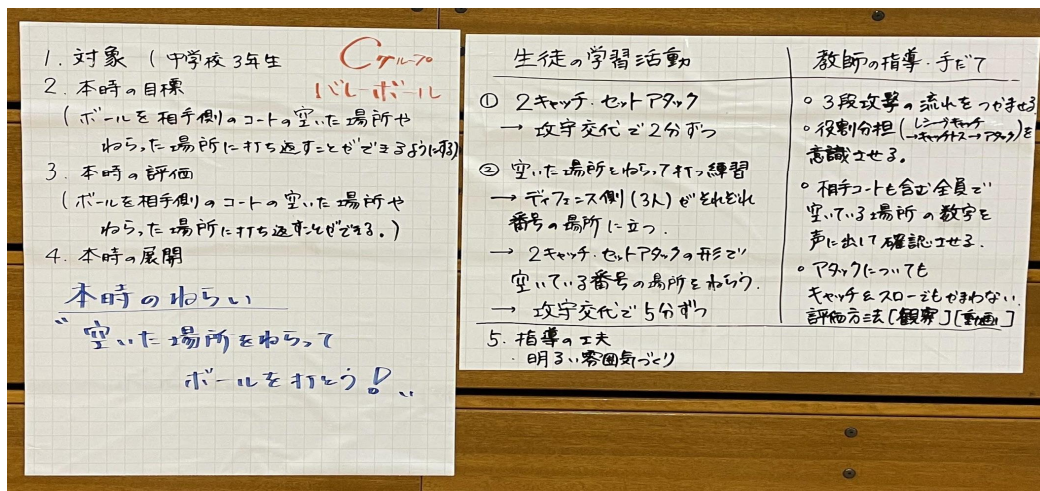 1. 対象 (中学校3年生
Cグループ
バレーボール
2. 本時の目標
(ボールを相手側のコートの空いた場所や
ねらった場所に打ち返すことができるようにする)
3. 本時の評価
(ボールを相手側のコートの空いた場所や
ねらった場所に打ち返すことができる。)
4. 本時の展開
本時のねらい
"空いた場所をねらって
ボールを打とう!"
生徒の学習活動
① 2キャッチ・セットアタック
→ 攻守交代で2分ずつ
② 空いた場所をねらって打つ練習
→ ディフェンス側(3人)がそれぞれ
番号の場所に立つ.
→ 2キャッチ・セットアタックの形で
空いている番号の場所をねらう.
→ 攻守交代で5分ずつ
教師の指導・手だて
○ 3段攻撃の流れをつかませる
○ 役割分担(レシーブキャッチ
→キャッチトス→アタック)を
意識させる。
○ 相手コートも含む全員で
空いている場所の数字を
声に出して確認させる.
○ アタックについても
キャッチ&スローでもかまわない.
評価方法[観察][動画]
5. 指導の工夫
・明るい雰囲気づくり